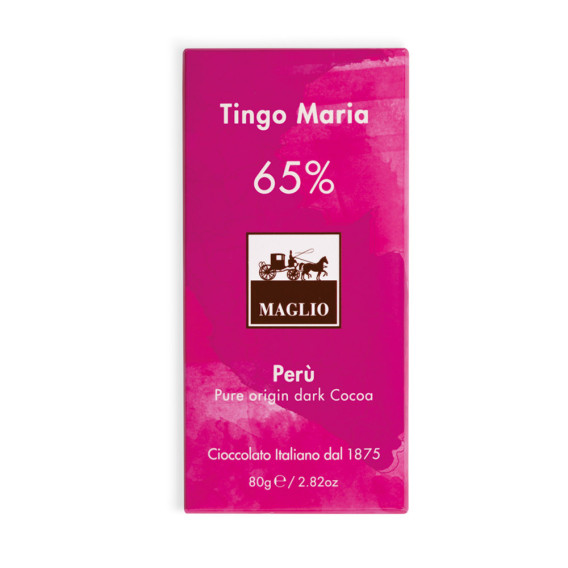 Tingo Maria
65%
MAGLIO
Perù
Pure origin dark Cocoa
Cioccolato Italiano dal 1875
80g℮/2.82oz